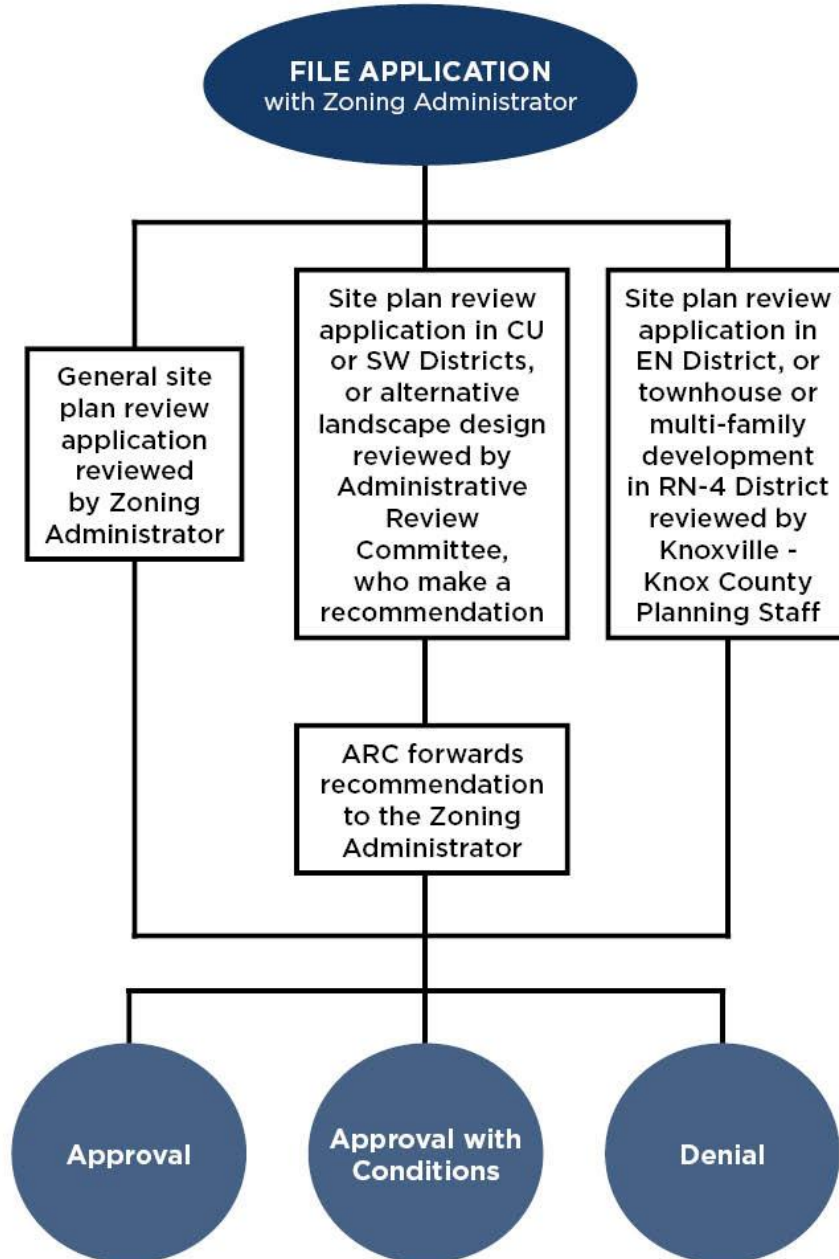 FILE APPLICATION
with Zoning Administrator
General site
plan review
application
reviewed
by Zoning
Administrator
Site plan review
application in CU
or SW Districts,
or alternative
landscape design
reviewed by
Administrative
Review
Committee,
who make a
recommendation
Site plan review
application in
EN District, or
townhouse or
multi-family
development
in RN-4 District
reviewed by
Knoxville -
Knox County
Planning Staff
ARC forwards
recommendation
to the Zoning
Administrator
Approval
Approval with
Conditions
Denial